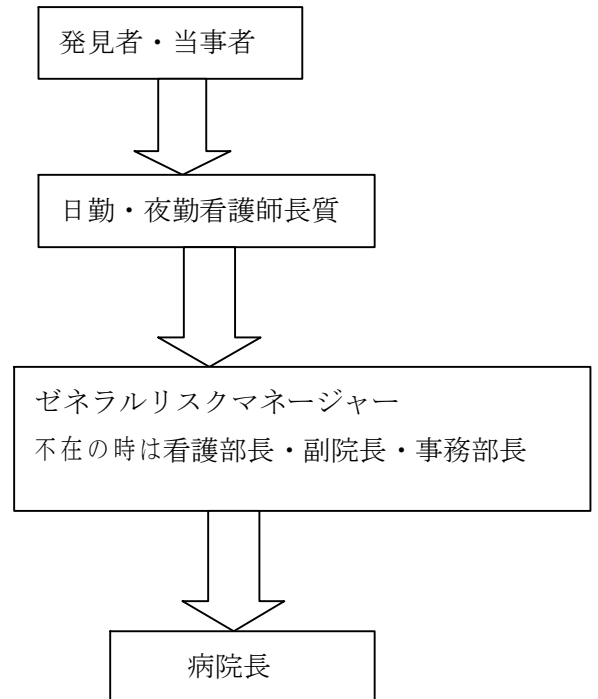 発見者・当事者
日勤・夜勤看護師長質
ゼネラルリスクマネージャー
不在の時は看護部長・副院長・事務部長
病院長